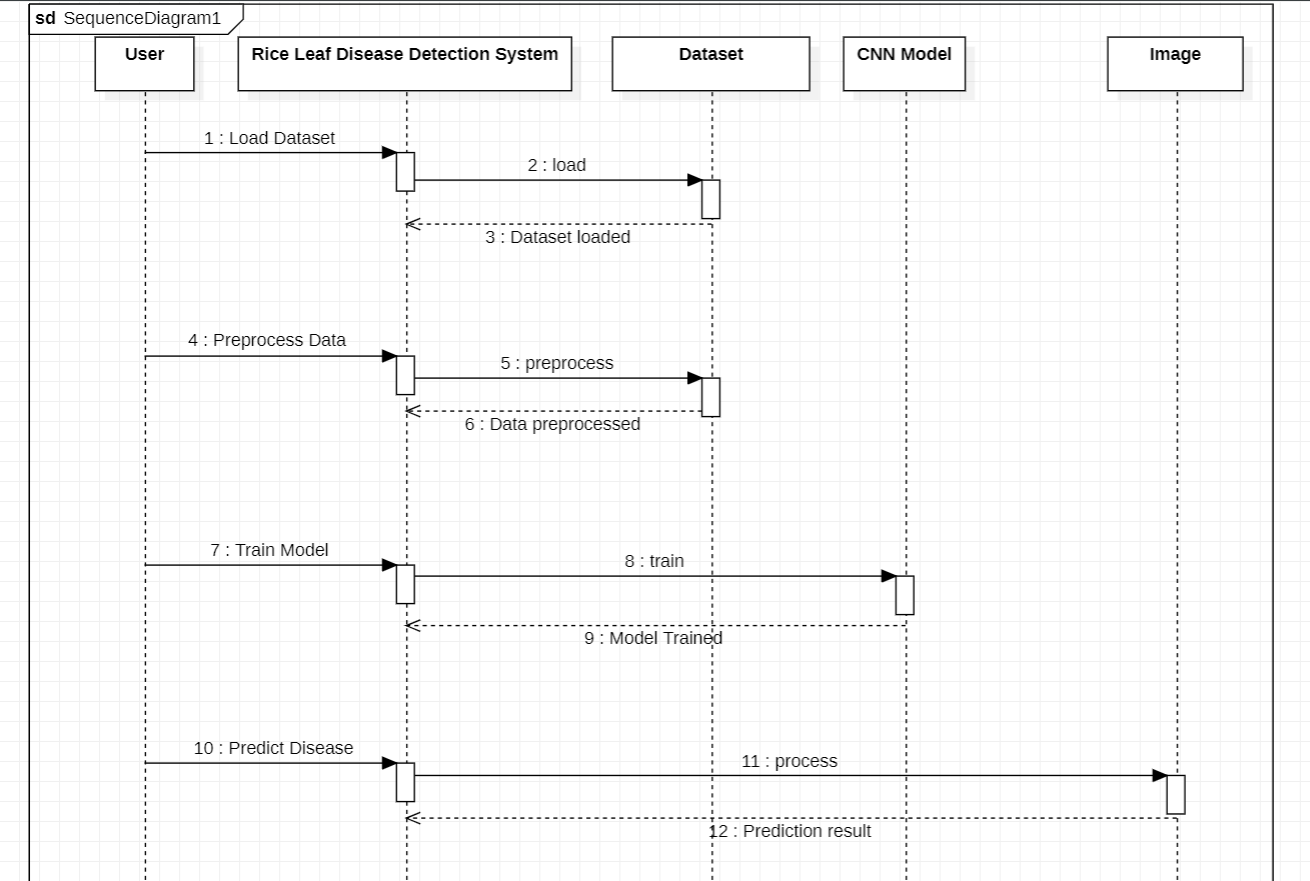 sd SequenceDiagram1
User
Rice Leaf Disease Detection System
Dataset
CNN Model
Image
1 : Load Dataset
2 : load
3 : Dataset loaded
4 : Preprocess Data
5 : preprocess
6 : Data preprocessed
7 : Train Model
8 : train
9 : Model Trained
10 : Predict Disease
11 : process
12 : Prediction result